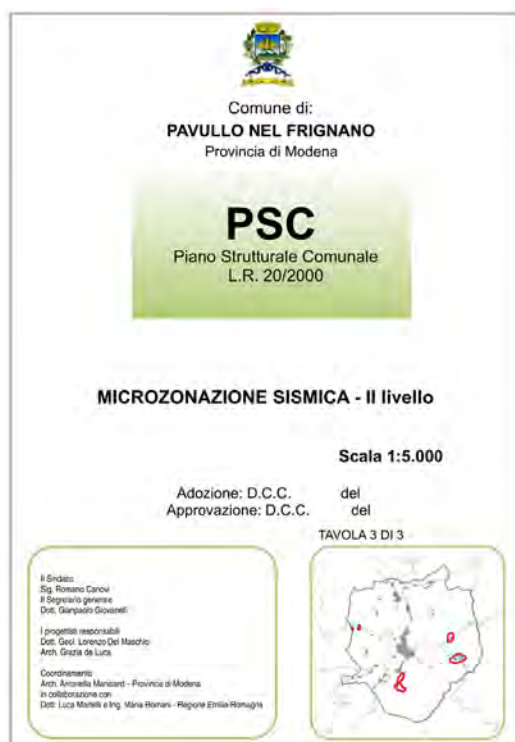 Comune di:
PAVULLO NEL FRIGNANO
Provincia di Modena
PSC
Piano Strutturale Comunale
L.R. 20/2000
MICROZONAZIONE SISMICA - II livello
Scala 1:5.000
Adozione: D.C.C. del
Approvazione: D.C.C. del
TAVOLA 3 DI 3
Il Sindaco
Sig. Romano Canovi
Il Segretario generale
Dott. Gianpaolo Giovanelli
I progettisti responsabili
Dott. Geol. Lorenzo Del Maschio
Arch. Grazia de Luca
Coordinamento
Arch. Antonella Manicardi - Provincia di Modena
in collaborazione con
Dott. Luca Martelli e Ing. Maria Romani - Regione Emilia-Romagna